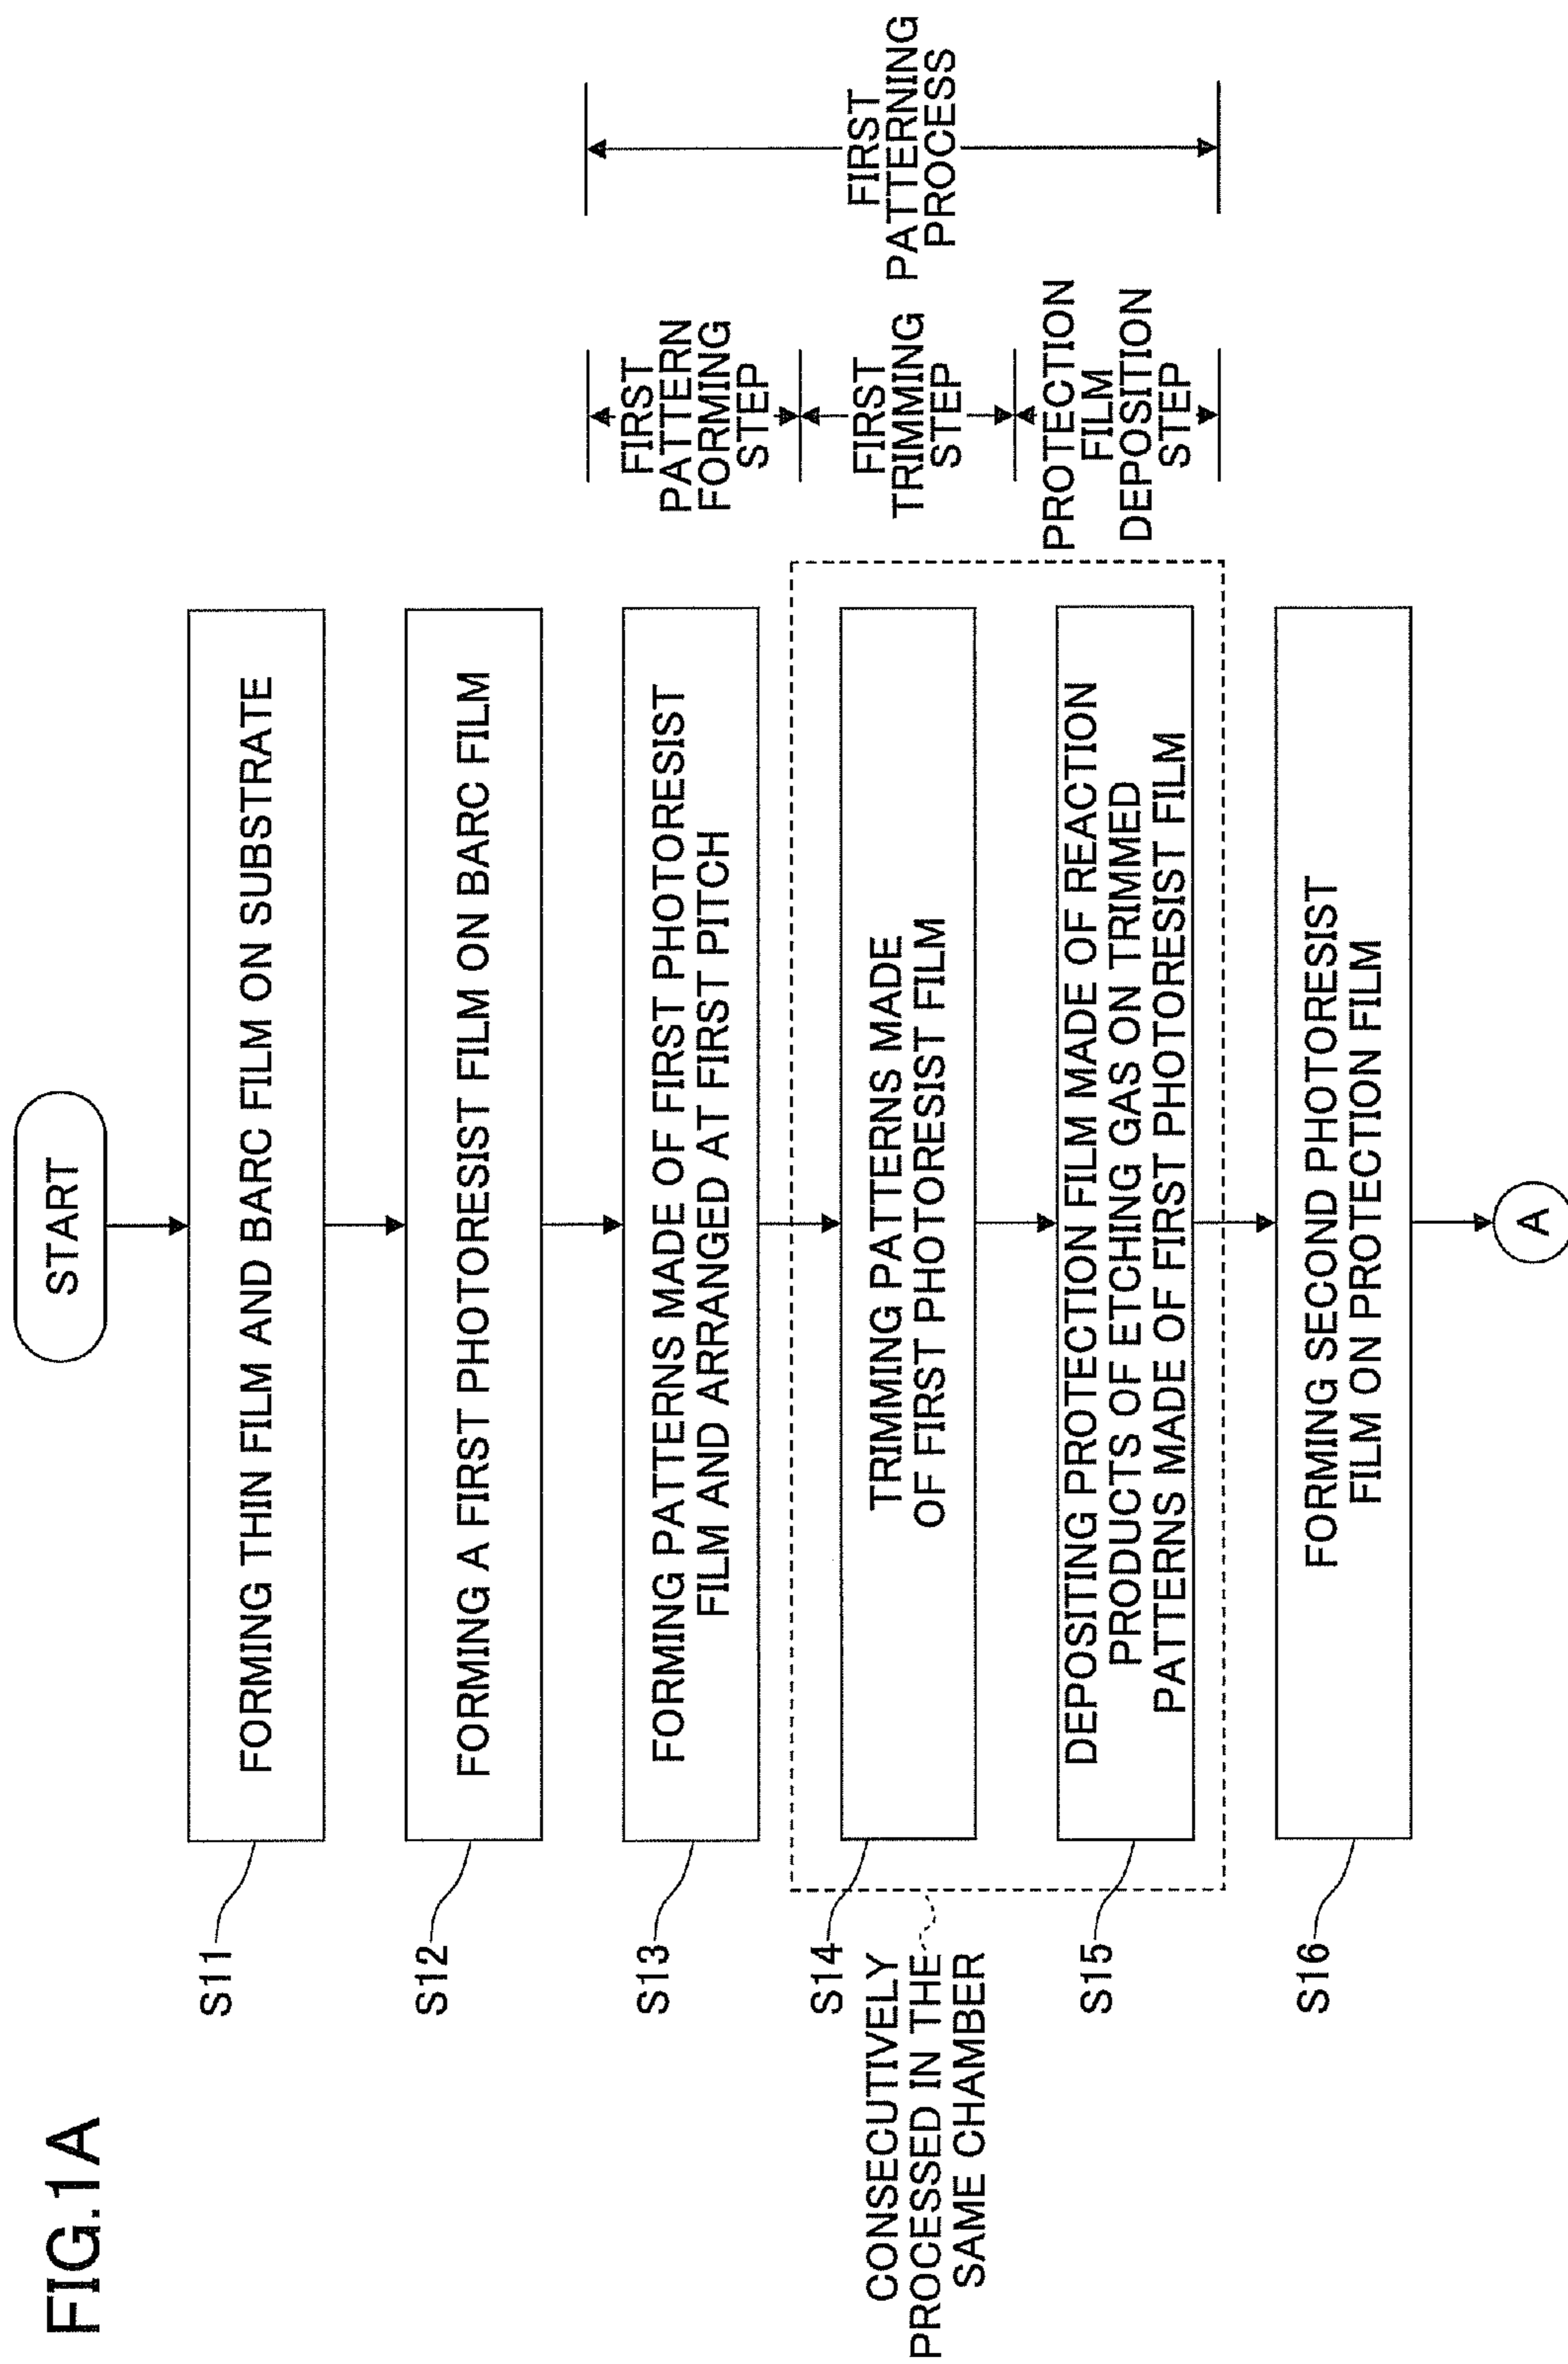 FIG.1A
START
S11
FORMING THIN FILM AND BARC FILM ON SUBSTRATE
S12
FORMING A FIRST PHOTORESIST FILM ON BARC FILM
S13
FORMING PATTERNS MADE OF FIRST PHOTORESIST
FILM AND ARRANGED AT FIRST PITCH
FIRST
PATTERN
FORMING
STEP
S14
TRIMMING PATTERNS MADE
OF FIRST PHOTORESIST FILM
FIRST
TRIMMING
STEP
FIRST
PATTERNING
PROCESS
CONSECUTIVELY
PROCESSED IN THE
SAME CHAMBER
S15
DEPOSITING PROTECTION FILM MADE OF REACTION
PRODUCTS OF ETCHING GAS ON TRIMMED
PATTERNS MADE OF FIRST PHOTORESIST FILM
PROTECTION
FILM
DEPOSITION
STEP
S16
FORMING SECOND PHOTORESIST
FILM ON PROTECTION FILM
A